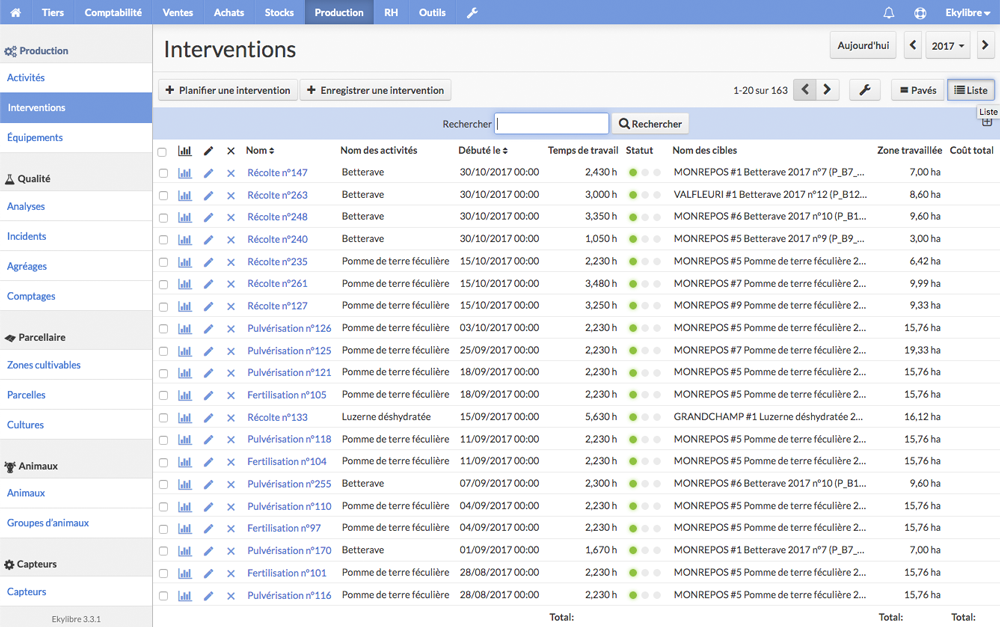 Tiers Comptabilité Ventes Achats Stocks Production RH Outils Ekylibre
Production
Activités
Interventions
Équipements
Qualité
Analyses
Incidents
Agréages
Comptages
Parcellaire
Zones cultivables
Parcelles
Cultures
Animaux
Animaux
Groupes d'animaux
Capteurs
Capteurs
Ekylibre 3.3.1
Interventions
Aujourd'hui 2017
Planifier une intervention Enregistrer une intervention 1-20 sur 163 Pavés Liste
Liste
Rechercher Rechercher
Nom Nom des activités Débuté le Temps de travail Statut Nom des cibles Zone travaillée Coût total
Récolte n°147 Betterave 30/10/2017 00:00 2,430 h MONREPOS #1 Betterave 2017 n°7 (P_B7_... 7,00 ha
Récolte n°263 Betterave 30/10/2017 00:00 3,000 h VALFLEURI #1 Betterave 2017 n°12 (P_B12... 8,60 ha
Récolte n°248 Betterave 30/10/2017 00:00 3,350 h MONREPOS #6 Betterave 2017 n°10 (P_B1... 9,60 ha
Récolte n°240 Betterave 30/10/2017 00:00 1,050 h MONREPOS #5 Betterave 2017 n°9 (P_B9_... 3,00 ha
Récolte n°235 Pomme de terre féculière 15/10/2017 00:00 2,230 h MONREPOS #5 Pomme de terre féculière 2... 6,42 ha
Récolte n°261 Pomme de terre féculière 15/10/2017 00:00 3,480 h MONREPOS #7 Pomme de terre féculière 2... 9,99 ha
Récolte n°127 Pomme de terre féculière 15/10/2017 00:00 3,250 h MONREPOS #9 Pomme de terre féculière 2... 9,33 ha
Pulvérisation n°126 Pomme de terre féculière 03/10/2017 00:00 2,230 h MONREPOS #5 Pomme de terre féculière 2... 15,76 ha
Pulvérisation n°125 Pomme de terre féculière 25/09/2017 00:00 2,230 h MONREPOS #7 Pomme de terre féculière 2... 19,33 ha
Pulvérisation n°121 Pomme de terre féculière 18/09/2017 00:00 2,230 h MONREPOS #5 Pomme de terre féculière 2... 15,76 ha
Fertilisation n°105 Pomme de terre féculière 18/09/2017 00:00 2,230 h MONREPOS #5 Pomme de terre féculière 2... 15,76 ha
Récolte n°133 Luzerne déshydratée 15/09/2017 00:00 5,630 h GRANDCHAMP #1 Luzerne déshydratée 2... 16,12 ha
Pulvérisation n°118 Pomme de terre féculière 11/09/2017 00:00 2,230 h MONREPOS #5 Pomme de terre féculière 2... 15,76 ha
Fertilisation n°104 Pomme de terre féculière 11/09/2017 00:00 2,230 h MONREPOS #5 Pomme de terre féculière 2... 15,76 ha
Pulvérisation n°255 Betterave 07/09/2017 00:00 2,300 h MONREPOS #6 Betterave 2017 n°10 (P_B1... 9,60 ha
Pulvérisation n°110 Pomme de terre féculière 04/09/2017 00:00 2,230 h MONREPOS #5 Pomme de terre féculière 2... 15,76 ha
Fertilisation n°97 Pomme de terre féculière 04/09/2017 00:00 2,230 h MONREPOS #5 Pomme de terre féculière 2... 15,76 ha
Pulvérisation n°170 Betterave 01/09/2017 00:00 1,670 h MONREPOS #1 Betterave 2017 n°7 (P_B7_... 7,00 ha
Fertilisation n°101 Pomme de terre féculière 28/08/2017 00:00 2,230 h MONREPOS #5 Pomme de terre féculière 2... 15,76 ha
Pulvérisation n°116 Pomme de terre féculière 28/08/2017 00:00 2,230 h MONREPOS #5 Pomme de terre féculière 2... 15,76 ha
Total: Total: Total: